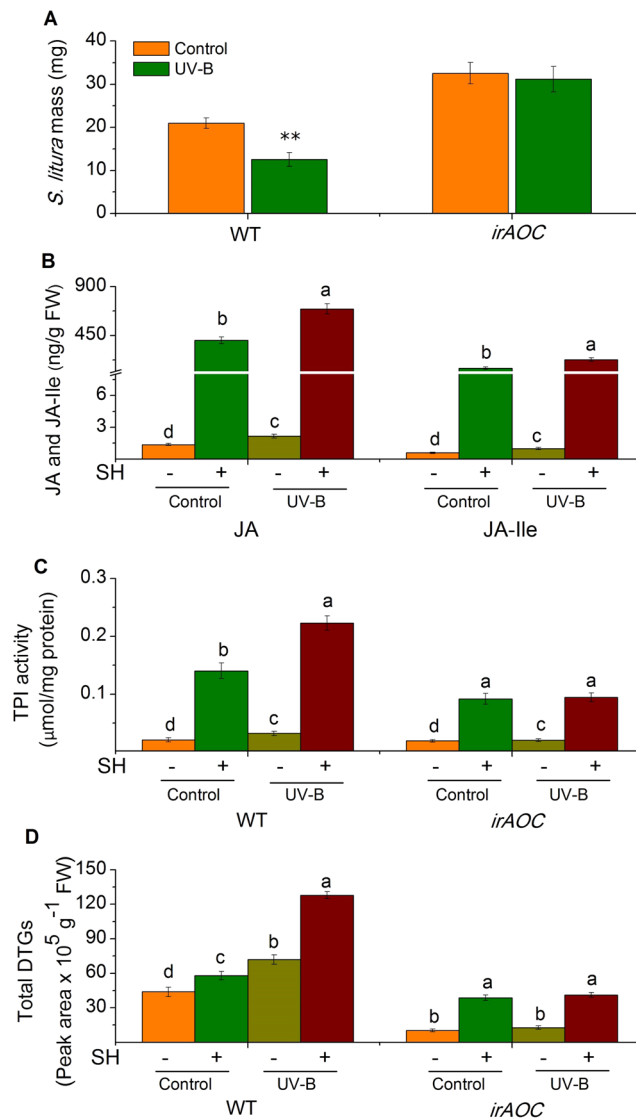 A
S. litura mass (mg)
40
30
20
10
0
Control
UV-B
**
WT
irAOC
B
JA and JA-Ile (ng/g FW)
900
450
6
3
d
b
c
a
d
b
c
a
SH
- + - +
- + - +
Control
UV-B
Control
UV-B
JA
JA-Ile
C
TPI activity
(μmol/mg protein)
0.3
0.2
0.1
d
b
c
a
d
a
c
a
SH
- + - +
- + - +
Control
UV-B
Control
UV-B
WT
irAOC
D
Total DTGs
(Peak area x 10⁵ g⁻¹ FW)
150
120
90
60
30
d
c
b
a
b
a
b
a
SH
- + - +
- + - +
Control
UV-B
Control
UV-B
WT
irAOC